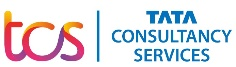 tcs
TATA
CONSULTANCY
SERVICES